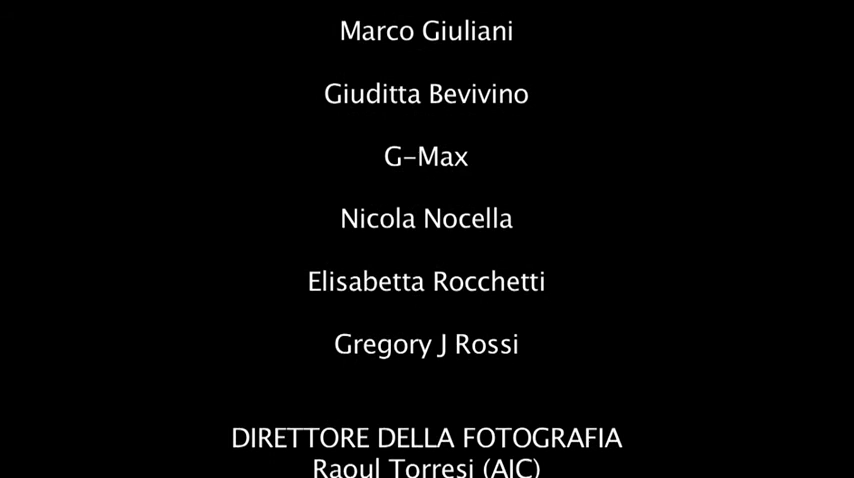 Marco Giuliani
Giuditta Bevivino
G-Max
Nicola Nocella
Elisabetta Rocchetti
Gregory J Rossi
DIRETTORE DELLA FOTOGRAFIA
Raoul Torresi (AIC)